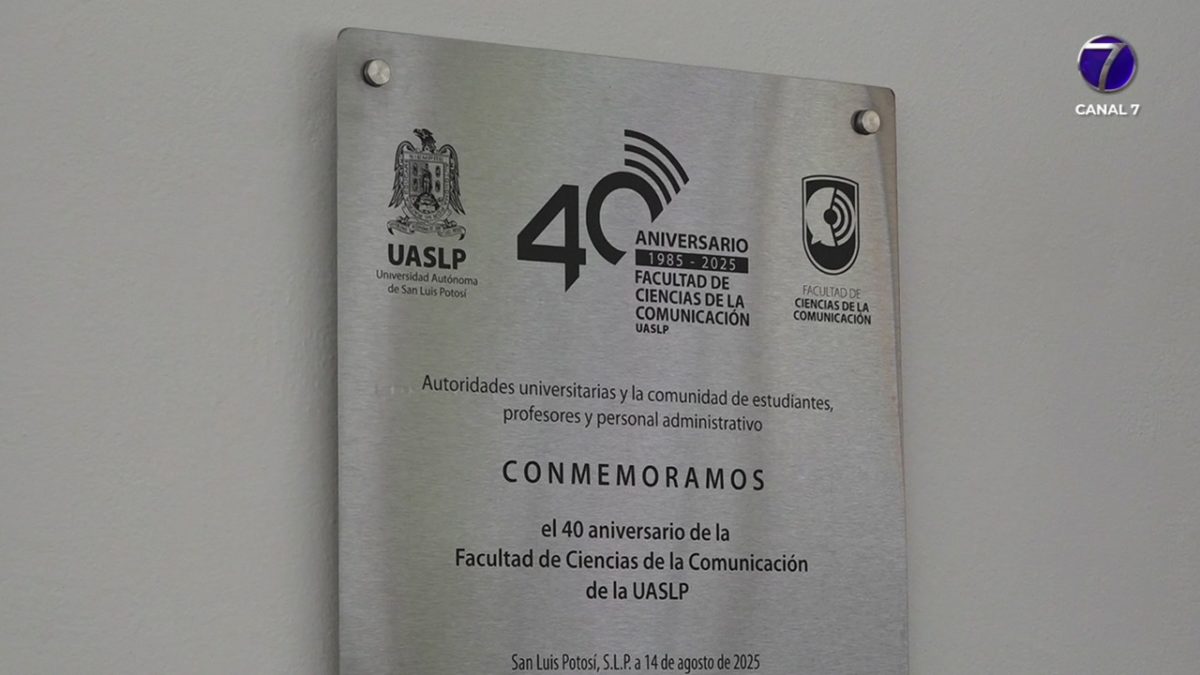 7
CANAL 7
UASLP
Universidad Autónoma
de San Luis Potosí
40
ANIVERSARIO
1985 - 2025
FACULTAD DE
CIENCIAS DE LA
COMUNICACIÓN
UASLP
FACULTAD DE
CIENCIAS DE LA
COMUNICACIÓN
Autoridades universitarias y la comunidad de estudiantes,
profesores y personal administrativo
CONMEMORAMOS
el 40 aniversario de la
Facultad de Ciencias de la Comunicación
de la UASLP
San Luis Potosí, S.L.P. a 14 de agosto de 2025